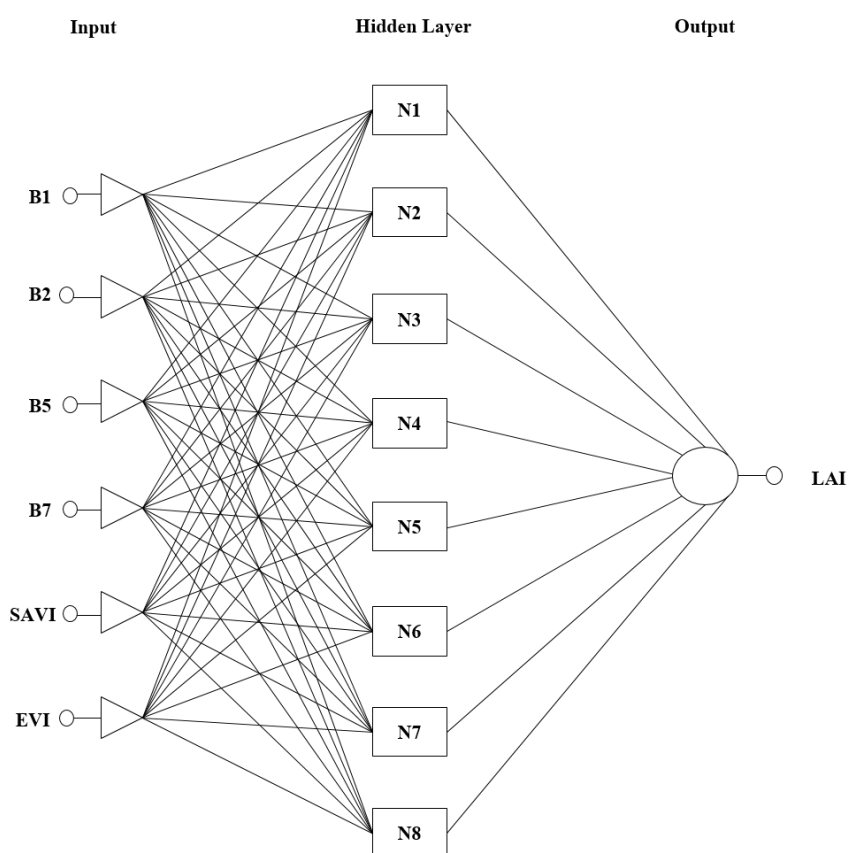 Input Hidden Layer Output
N1
B1
N2
B2
N3
B5
N4
LAI
B7
N5
SAVI
N6
EVI
N7
N8